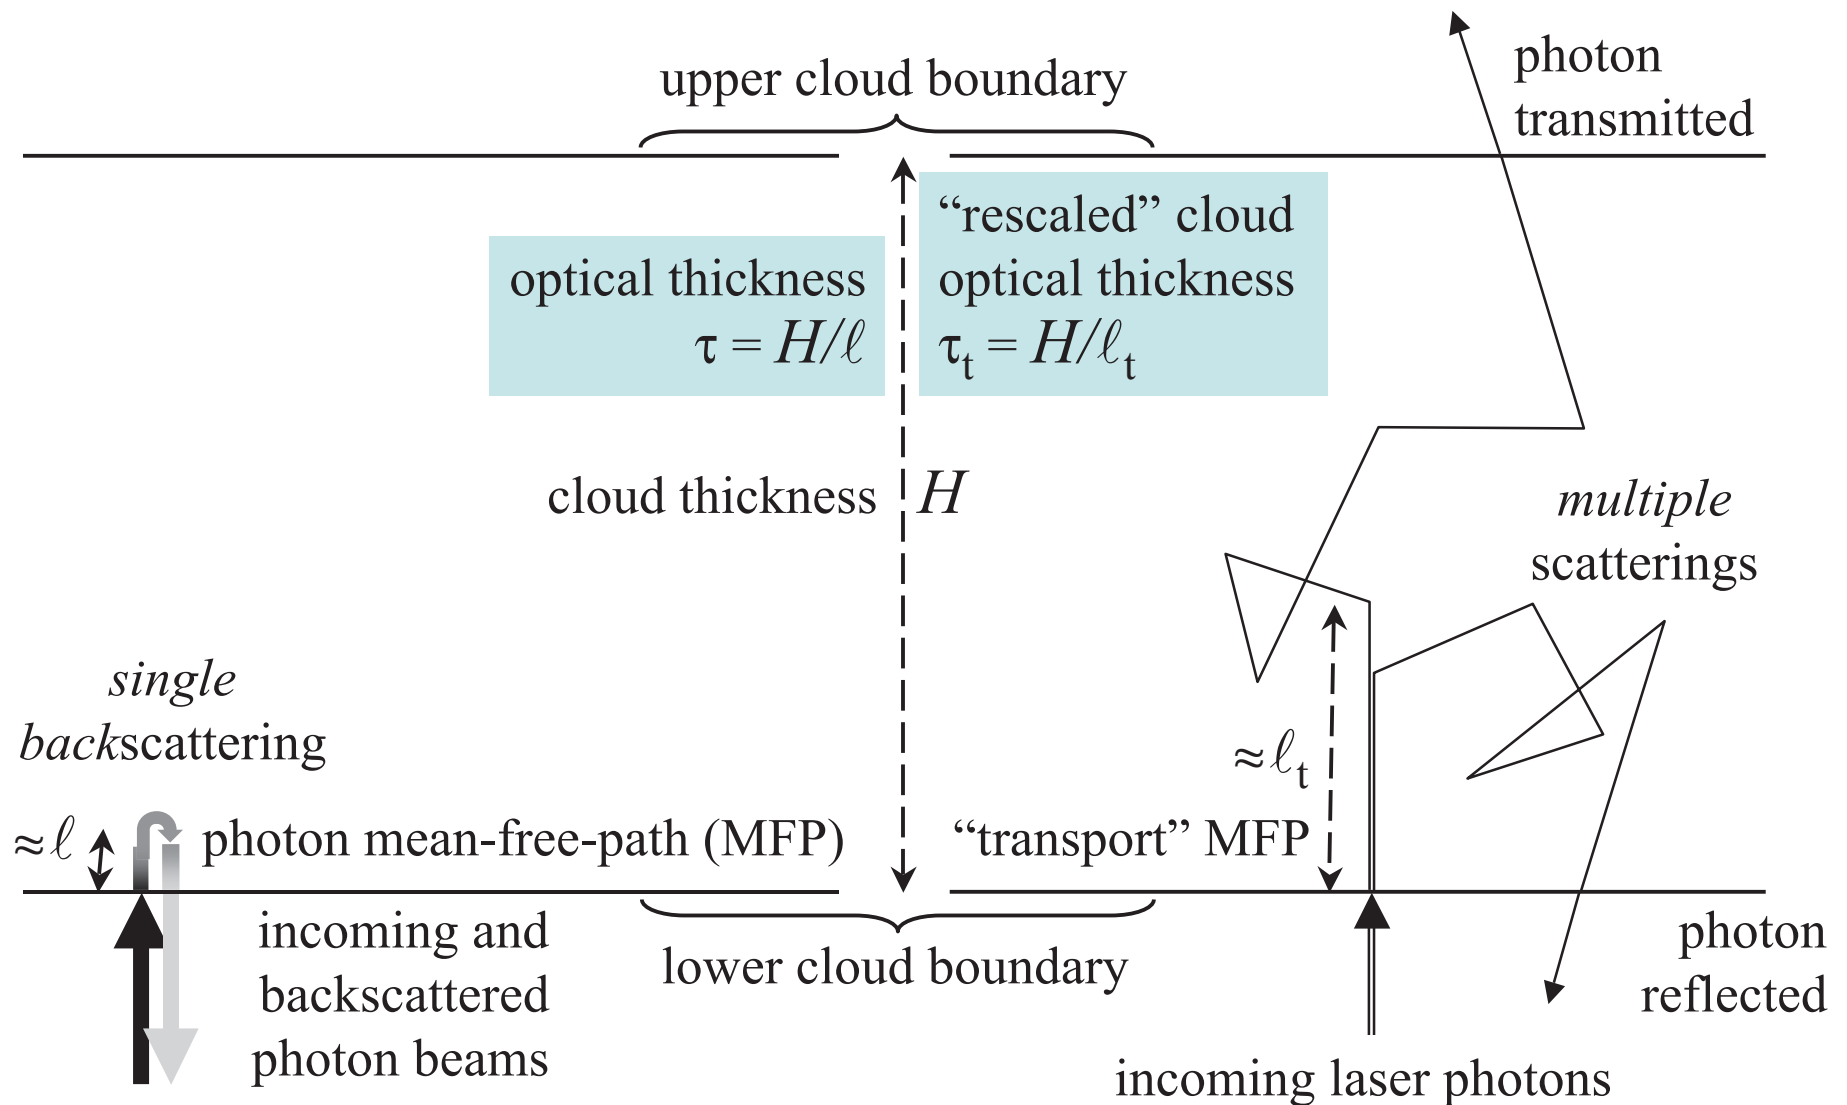 upper cloud boundary
photon
transmitted
optical thickness
τ = H/ℓ
“rescaled” cloud
optical thickness
τₜ = H/ℓₜ
cloud thickness H
multiple
scatterings
single
backscattering
≈ ℓ
photon mean-free-path (MFP)
≈ ℓₜ
“transport” MFP
incoming and
backscattered
photon beams
lower cloud boundary
photon
reflected
incoming laser photons